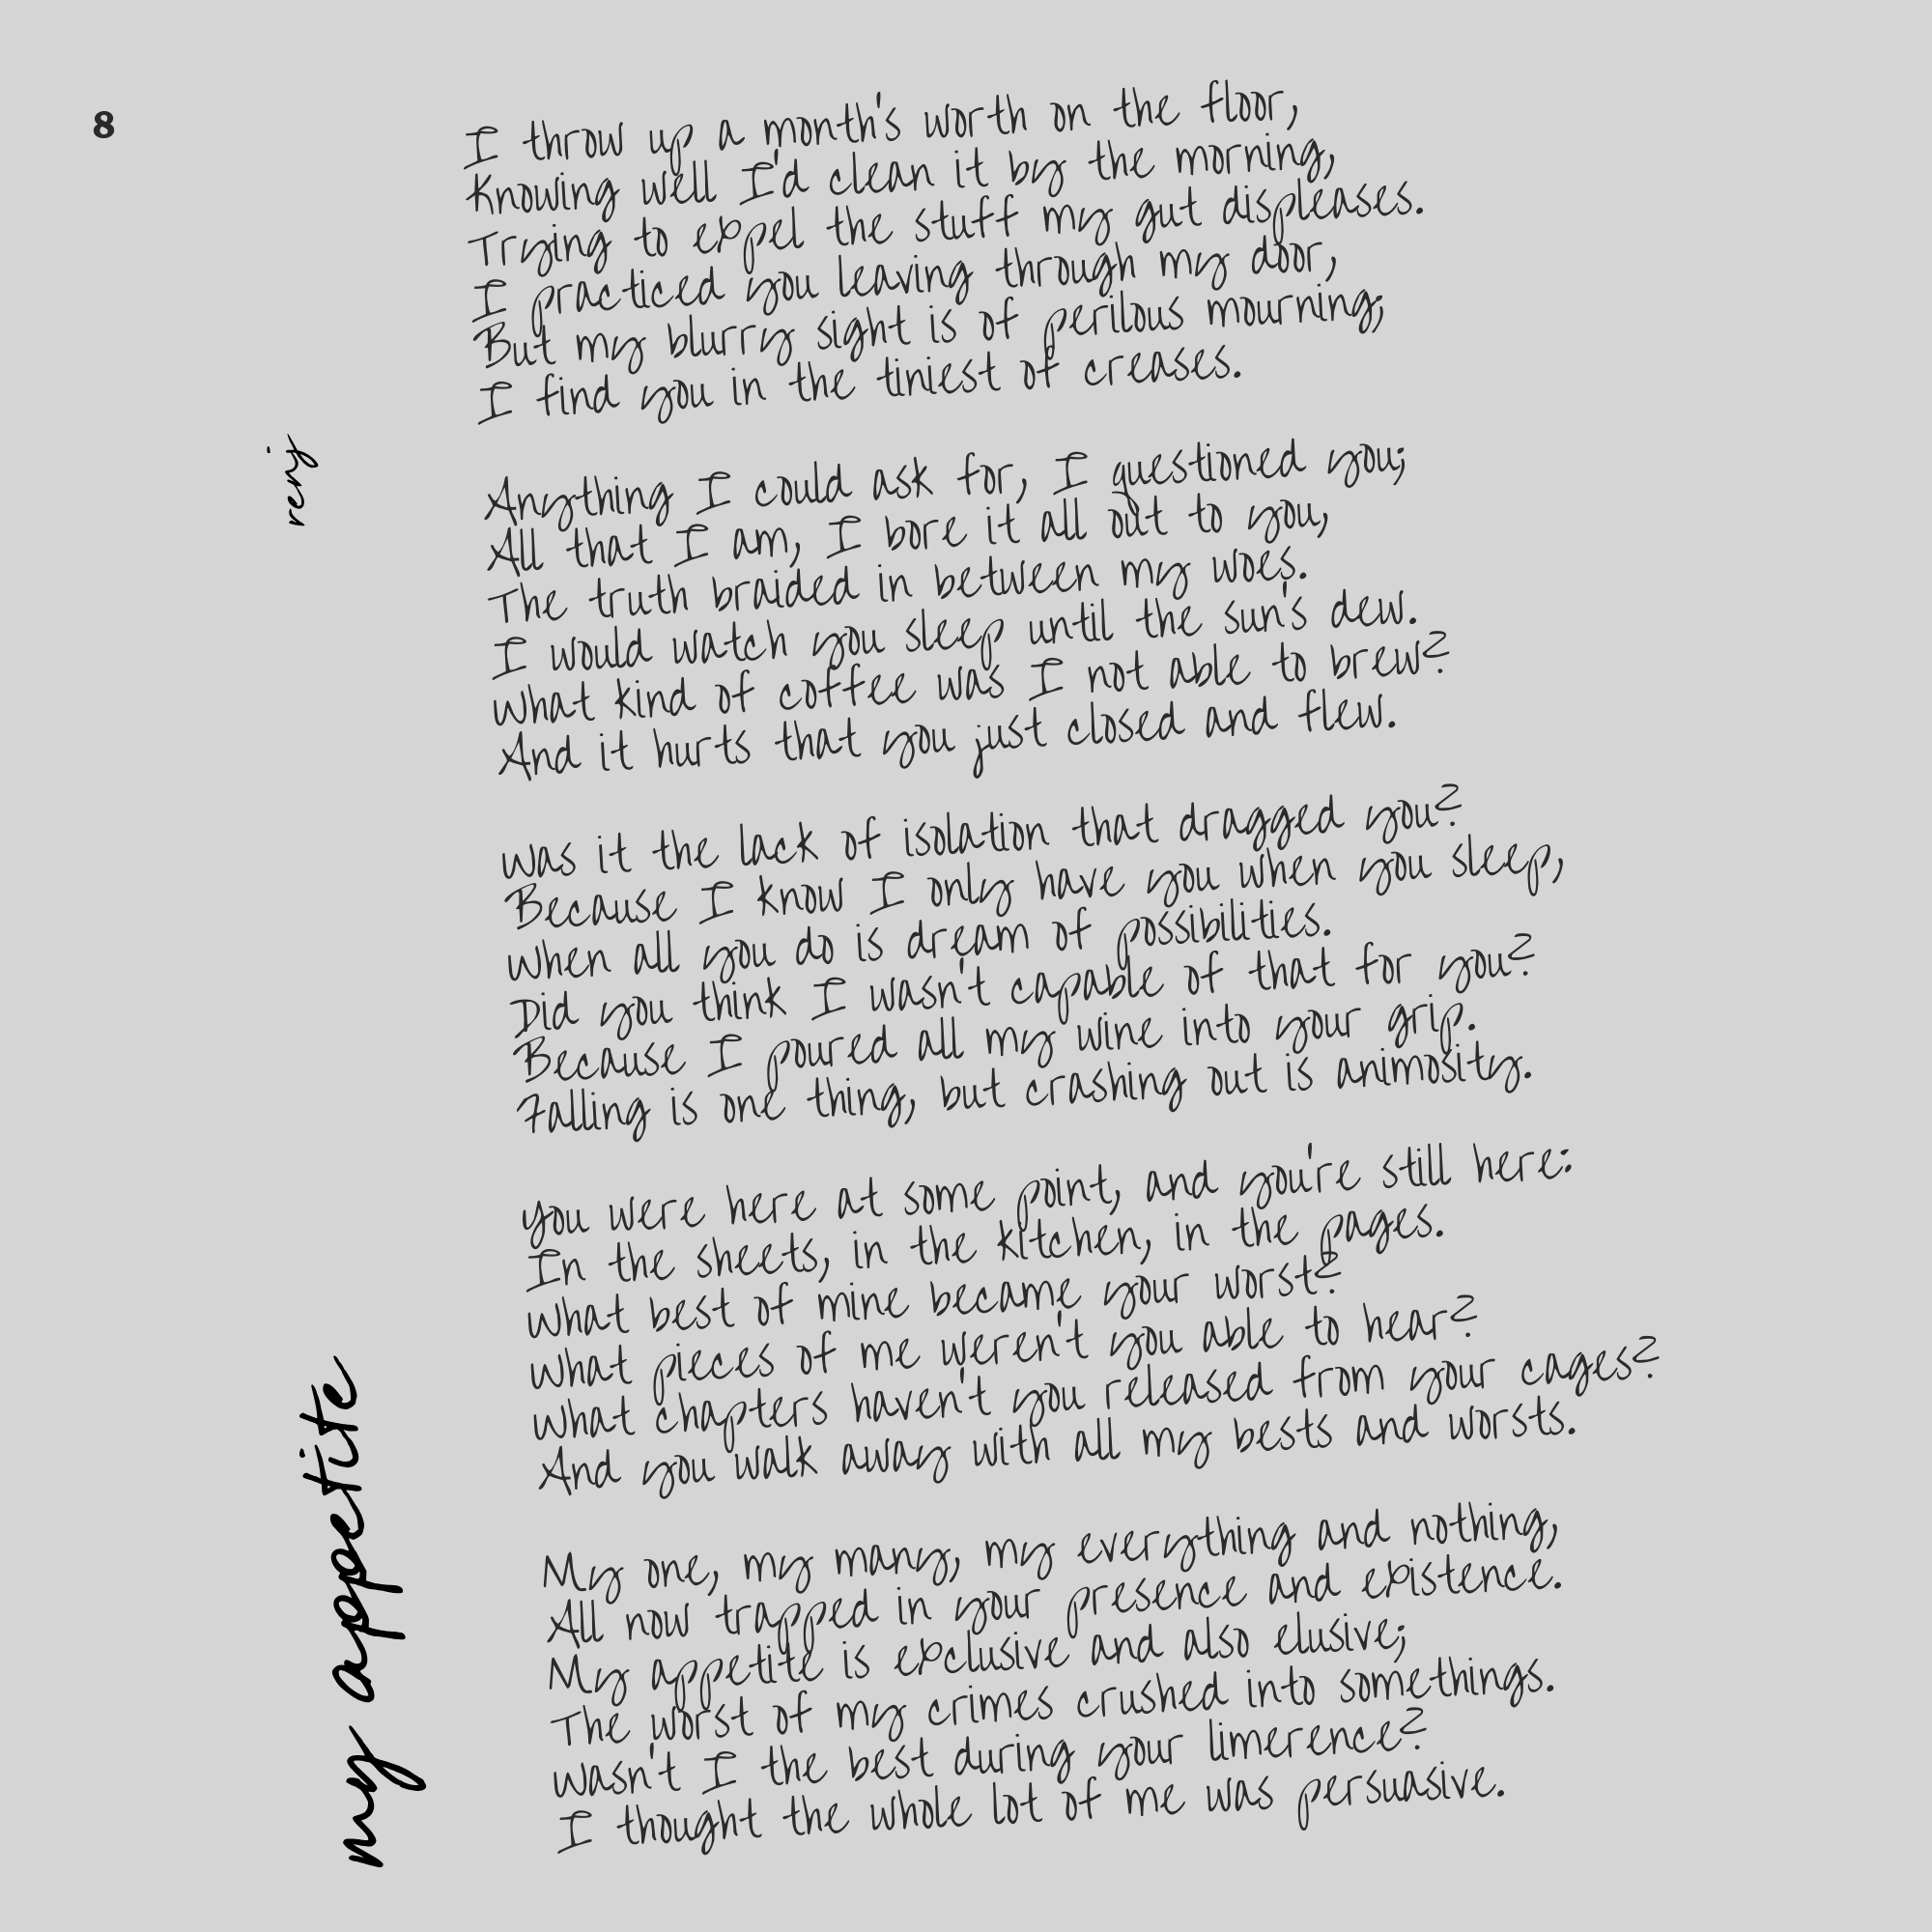 8
my appetite
renji
I throw up a month's worth on the floor,
Knowing well I'd clean it by the morning,
Trying to expel the stuff my gut displeases.
I practiced you leaving through my door,
But my blurry sight is of perilous mourning;
I find you in the tiniest of creases.
Anything I could ask for, I questioned you;
All that I am, I bore it all out to you,
The truth braided in between my woes.
I would watch you sleep until the sun's dew.
What kind of coffee was I not able to brew?
And it hurts that you just closed and flew.
Was it the lack of isolation that dragged you?
Because I know I only have you when you sleep,
When all you do is dream of possibilities.
Did you think I wasn't capable of that for you?
Because I poured all my wine into your grip.
Falling is one thing, but crashing out is animosity.
You were here at some point, and you're still here:
In the sheets, in the kitchen, in the pages.
What best of mine became your worst?
What pieces of me weren't you able to hear?
What chapters haven't you released from your cages?
And you walk away with all my bests and worsts.
My one, my many, my everything and nothing,
All now trapped in your presence and existence.
My appetite is exclusive and also elusive;
The worst of my crimes crushed into somethings.
Wasn't I the best during your limerence?
I thought the whole lot of me was persuasive.